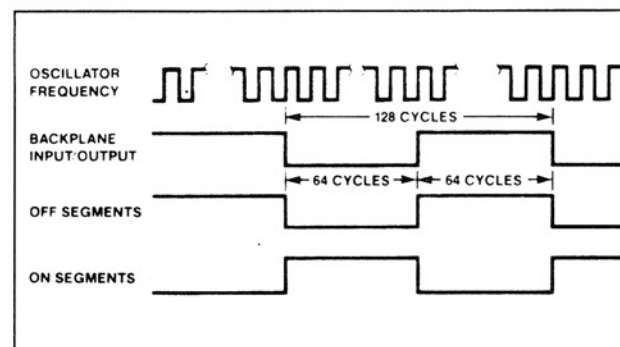 OSCILLATOR
FREQUENCY
128 CYCLES
BACKPLANE
INPUT/OUTPUT
64 CYCLES
64 CYCLES
OFF SEGMENTS
ON SEGMENTS